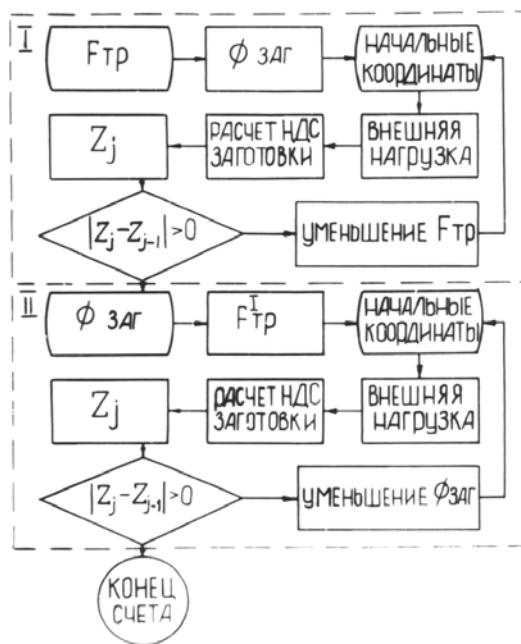 I
Fтр
ϕ ЗАГ
НАЧАЛЬНЫЕ
КООРДИНАТЫ
Zj
РАСЧЕТ НДС
ЗАГОТОВКИ
ВНЕШНЯЯ
НАГРУЗКА
|Zj-Zj-1|>0
УМЕНЬШЕНИЕ Fтр
II
ϕ ЗАГ
FIтр
НАЧАЛЬНЫЕ
КООРДИНАТЫ
Zj
РАСЧЕТ НДС
ЗАГОТОВКИ
ВНЕШНЯЯ
НАГРУЗКА
|Zj-Zj-1|>0
УМЕНЬШЕНИЕ ϕЗАГ
КОНЕЦ
СЧЕТА